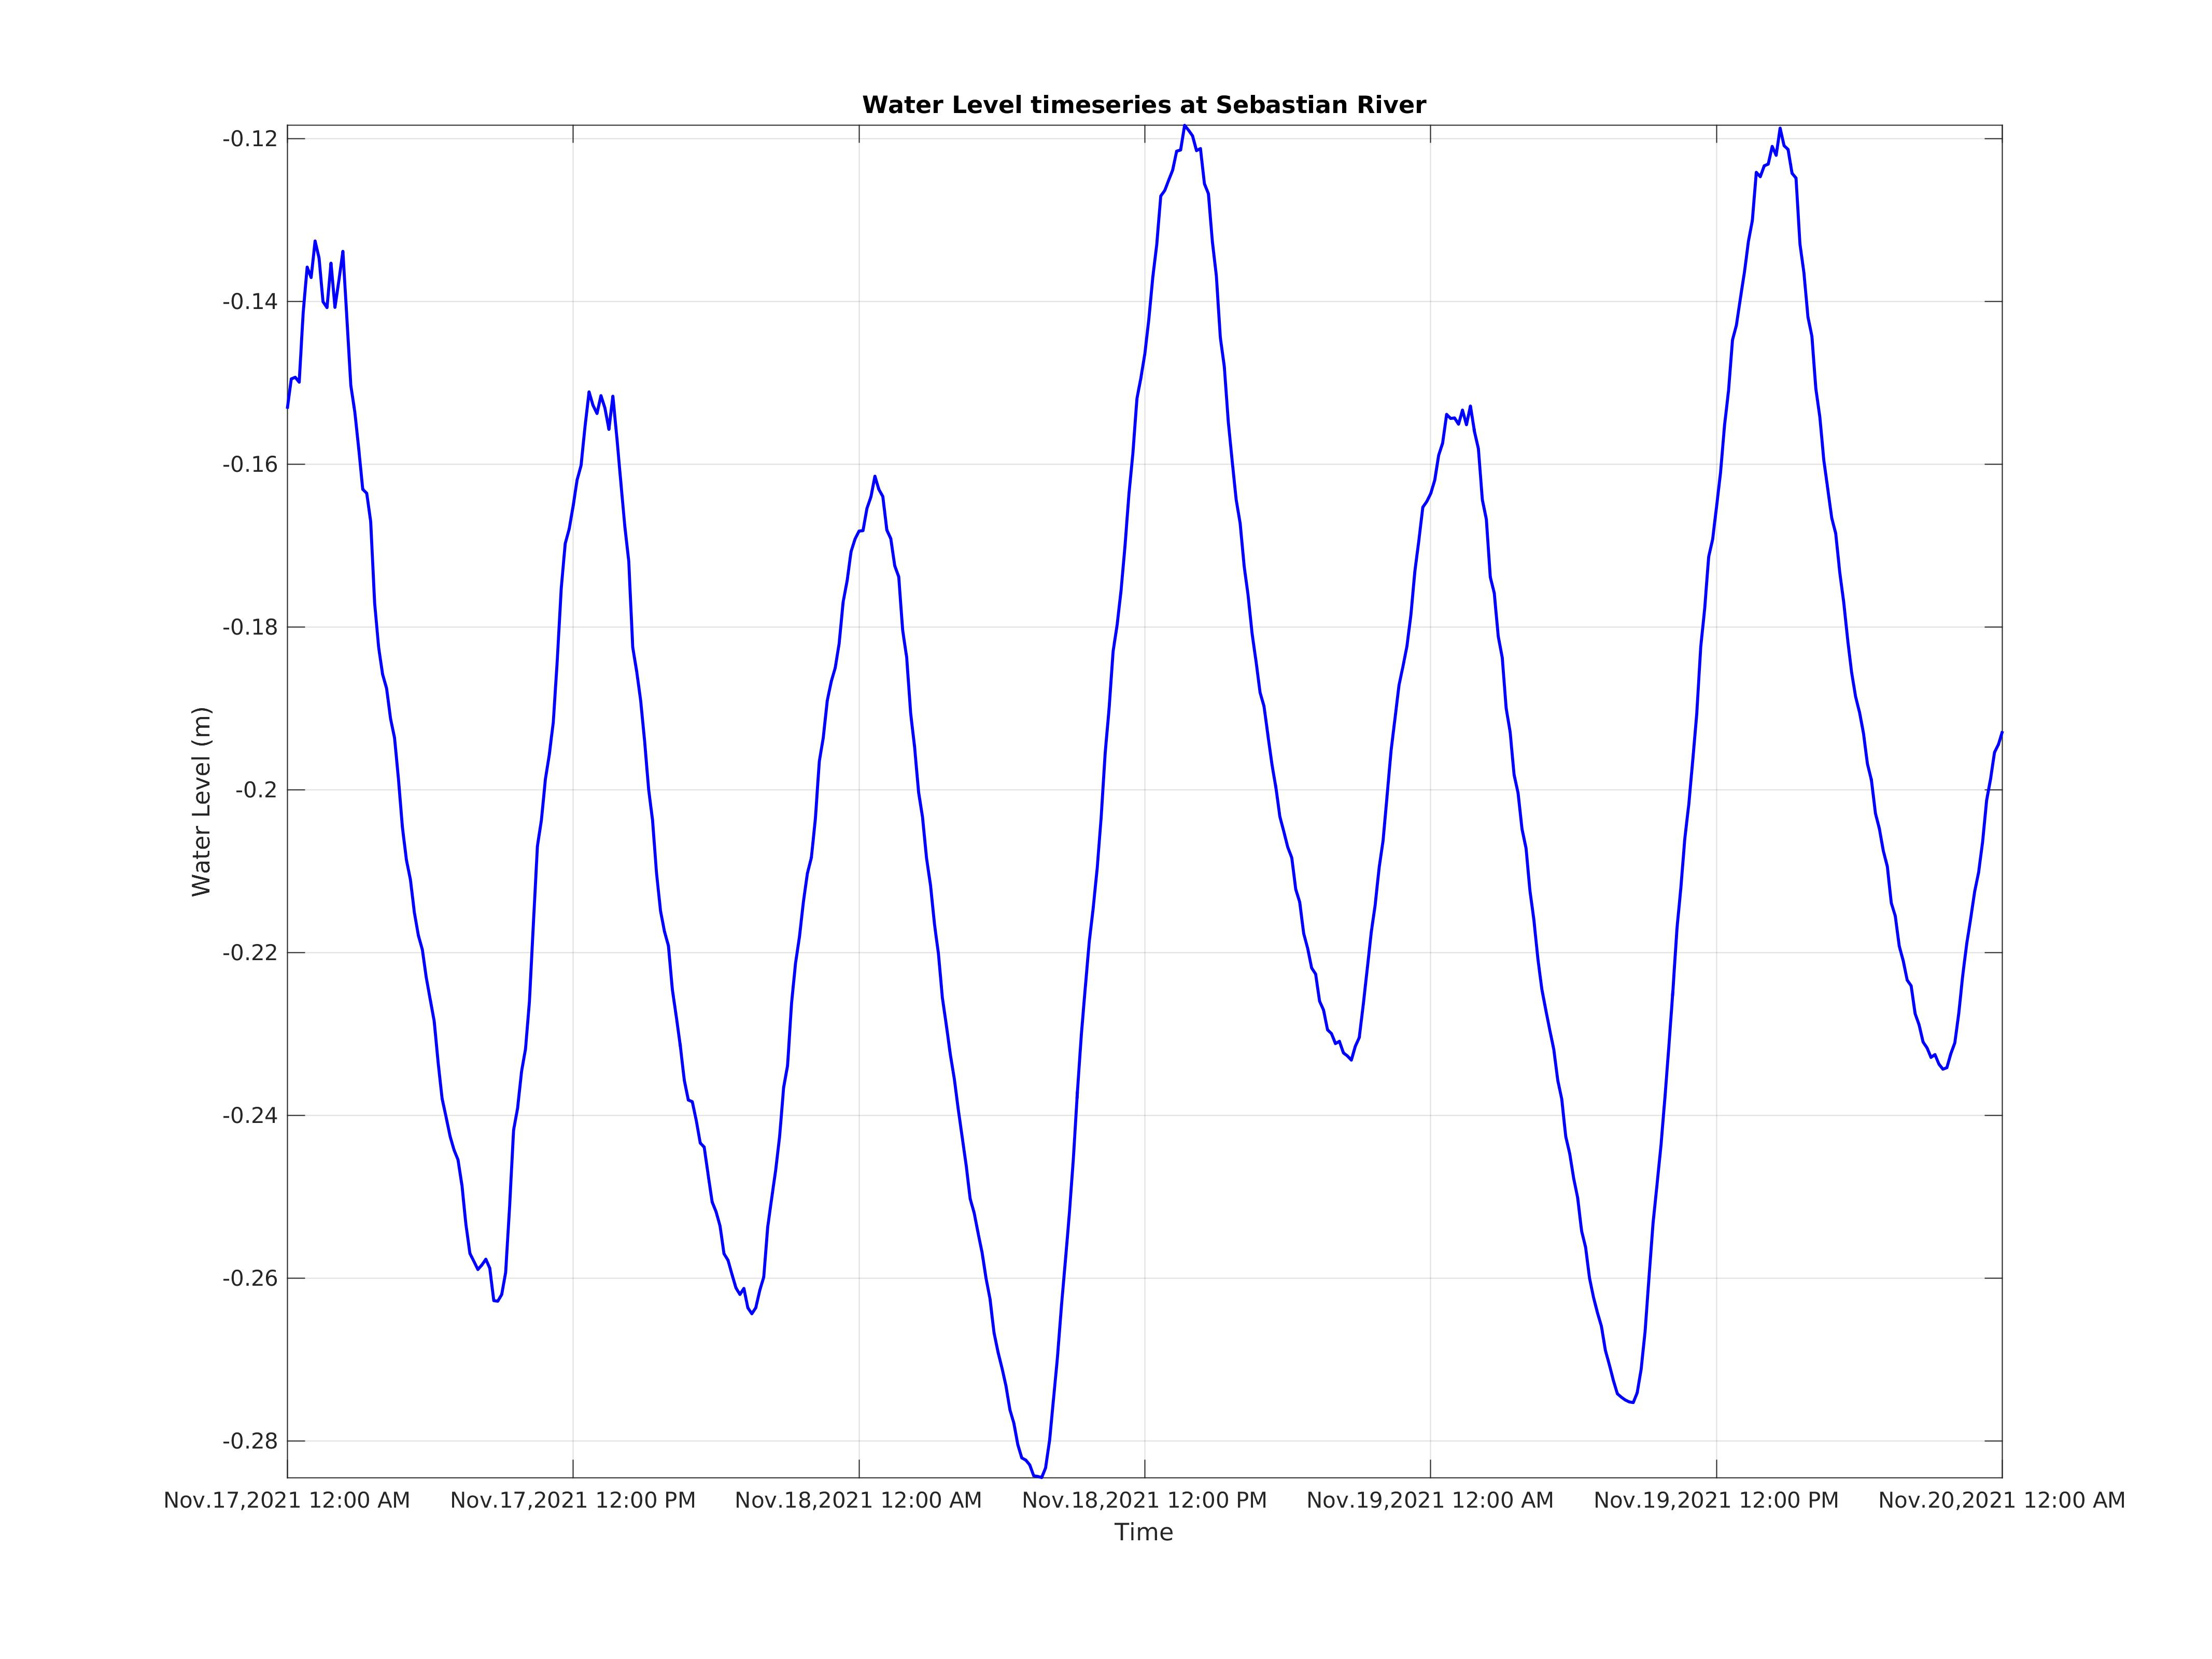 Water Level timeseries at Sebastian River
-0.12
-0.14
-0.16
-0.18
-0.2
-0.22
-0.24
-0.26
-0.28
Water Level (m)
Nov.17,2021 12:00 AM Nov.17,2021 12:00 PM Nov.18,2021 12:00 AM Nov.18,2021 12:00 PM Nov.19,2021 12:00 AM Nov.19,2021 12:00 PM Nov.20,2021 12:00 AM
Time